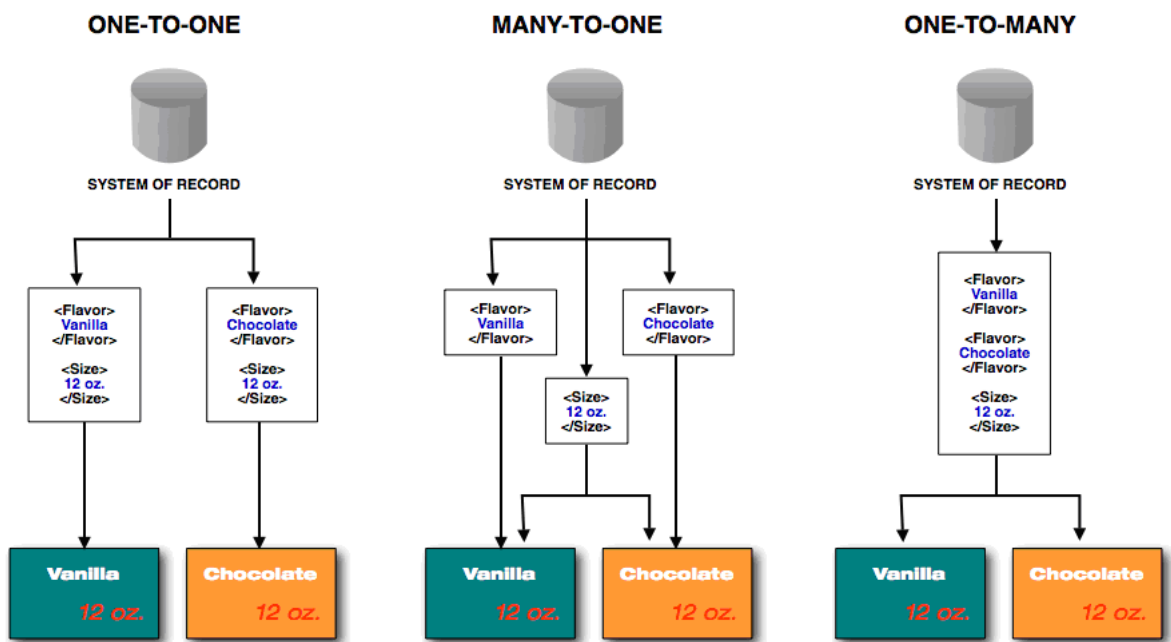 ONE-TO-ONE
SYSTEM OF RECORD
<Flavor>
Vanilla
</Flavor>
<Size>
12 oz.
</Size>
<Flavor>
Chocolate
</Flavor>
<Size>
12 oz.
</Size>
Vanilla
12 oz.
Chocolate
12 oz.
MANY-TO-ONE
SYSTEM OF RECORD
<Flavor>
Vanilla
</Flavor>
<Flavor>
Chocolate
</Flavor>
<Size>
12 oz.
</Size>
Vanilla
12 oz.
Chocolate
12 oz.
ONE-TO-MANY
SYSTEM OF RECORD
<Flavor>
Vanilla
</Flavor>
<Flavor>
Chocolate
</Flavor>
<Size>
12 oz.
</Size>
Vanilla
12 oz.
Chocolate
12 oz.